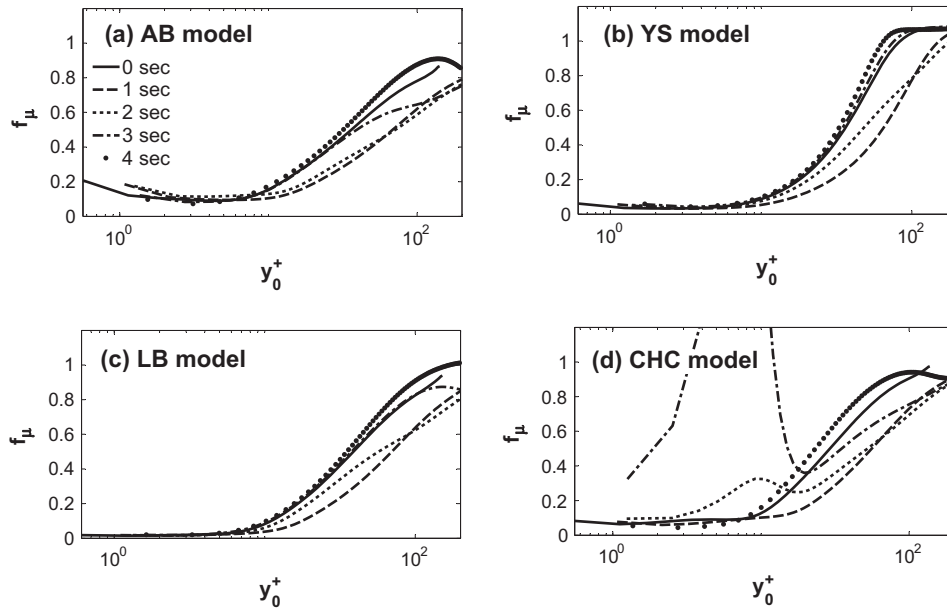 (a) AB model
0 sec
1 sec
2 sec
3 sec
4 sec
f_μ
1
0.8
0.6
0.4
0.2
0
10^0
10^2
y_0^+
(b) YS model
f_μ
1
0.8
0.6
0.4
0.2
0
10^0
10^2
y_0^+
(c) LB model
f_μ
1
0.8
0.6
0.4
0.2
0
10^0
10^2
y_0^+
(d) CHC model
f_μ
1
0.8
0.6
0.4
0.2
0
10^0
10^2
y_0^+